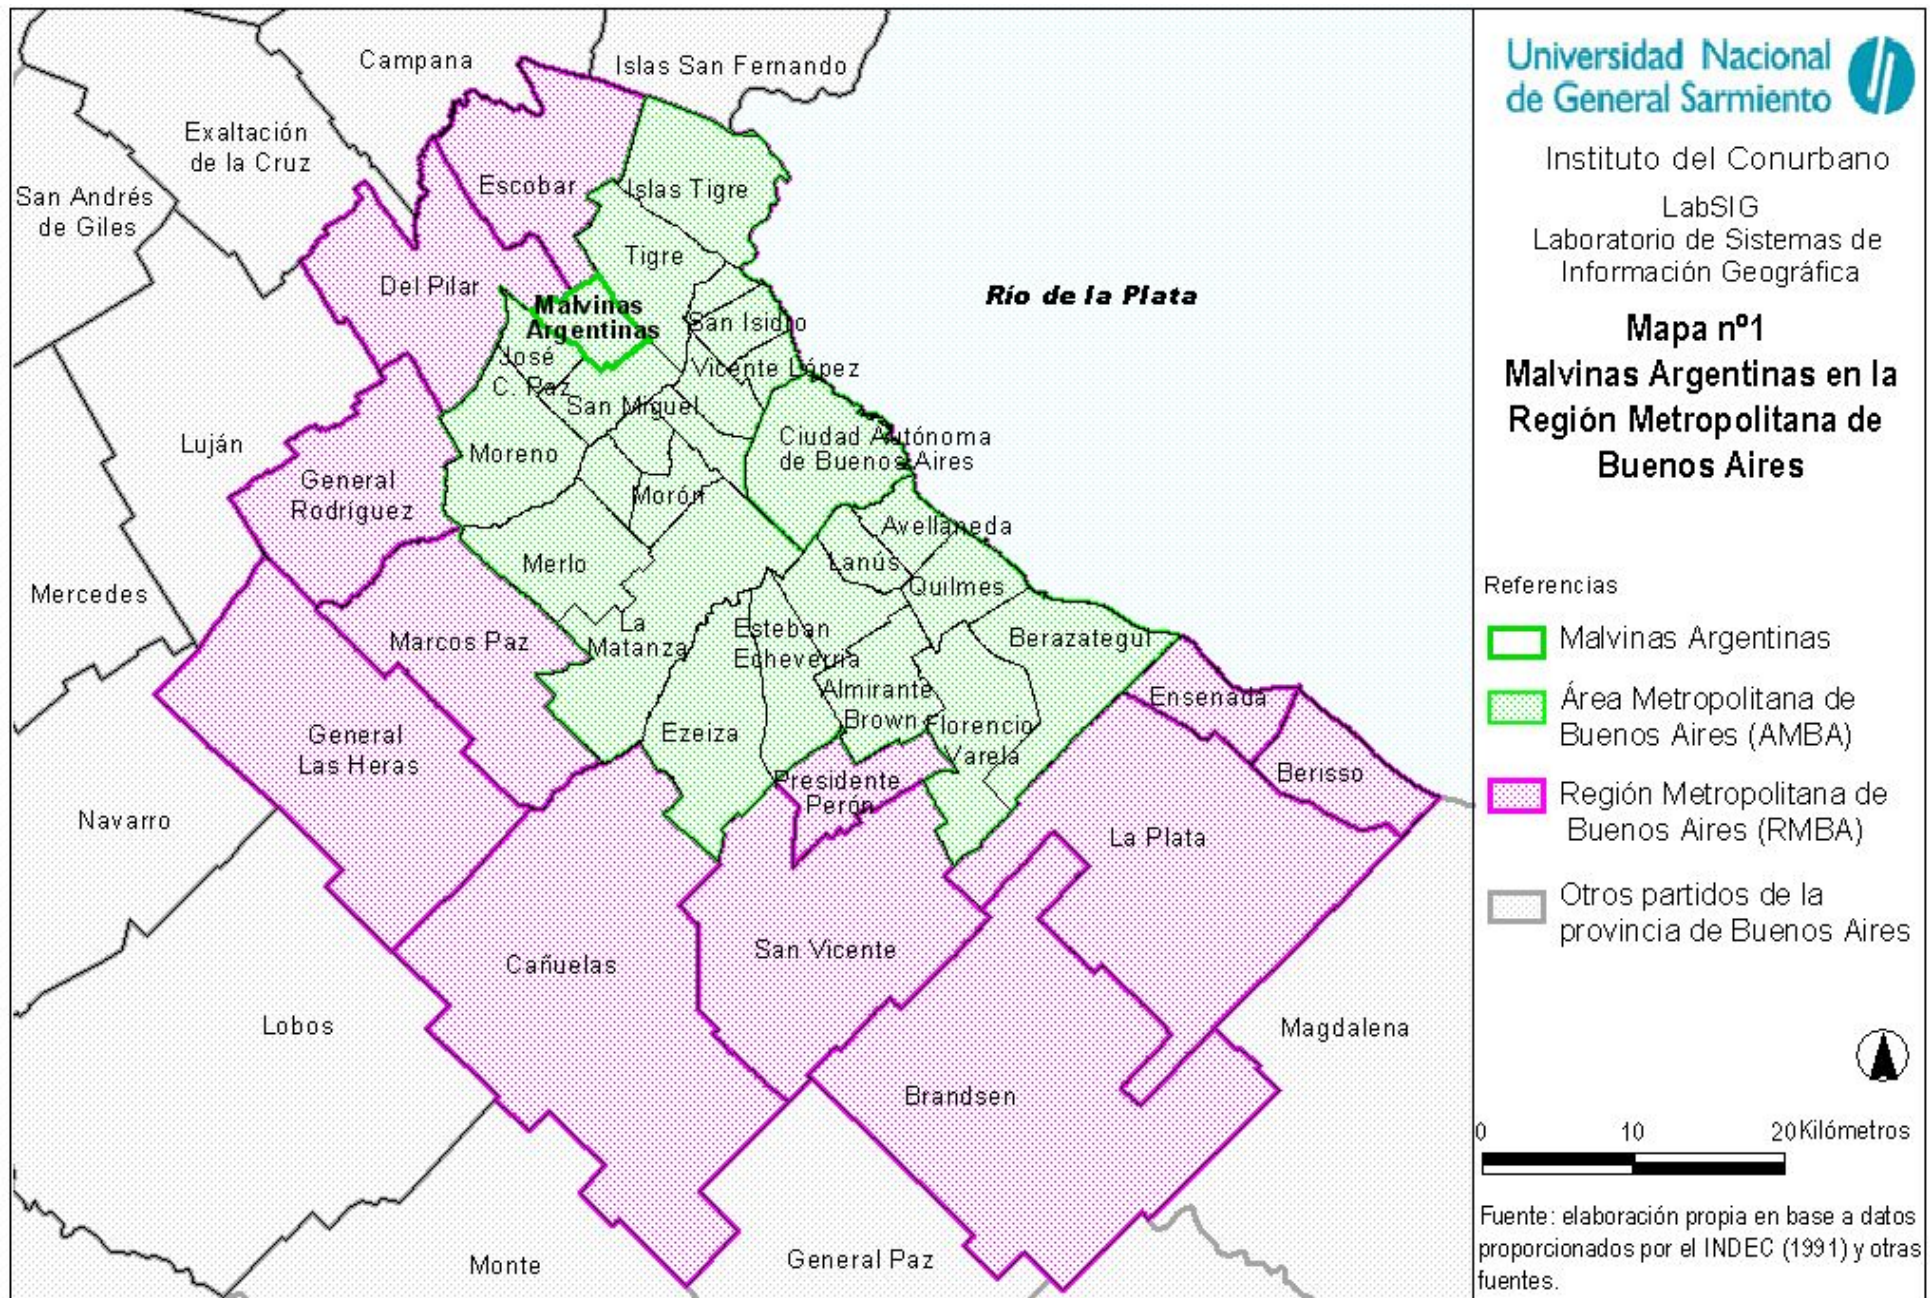 Campana
Islas San Fernando
Exaltación
de la Cruz
San Andrés
de Giles
Escobar
Islas Tigre
Tigre
Del Pilar
Malvinas
Argentinas
Río de la Plata
San Isidro
José
C. Paz
Vicente López
San Miguel
Luján
Moreno
Ciudad Autónoma
de Buenos Aires
General
Rodríguez
Morón
Avellaneda
Merlo
Lanús
Quilmes
Mercedes
Marcos Paz
La
Matanza
Esteban
Echeverría
Berazategui
Almirante
Brown
Ensenada
General
Las Heras
Ezeiza
Florencio
Varela
Presidente
Perón
Berisso
Navarro
La Plata
Cañuelas
San Vicente
Lobos
Magdalena
Brandsen
Monte
General Paz
Universidad Nacional
de General Sarmiento
Instituto del Conurbano
LabSIG
Laboratorio de Sistemas de
Información Geográfica
Mapa nº1
Malvinas Argentinas en la
Región Metropolitana de
Buenos Aires
Referencias
Malvinas Argentinas
Área Metropolitana de
Buenos Aires (AMBA)
Región Metropolitana de
Buenos Aires (RMBA)
Otros partidos de la
provincia de Buenos Aires
0 10 20 Kilómetros
Fuente: elaboración propia en base a datos
proporcionados por el INDEC (1991) y otras
fuentes.